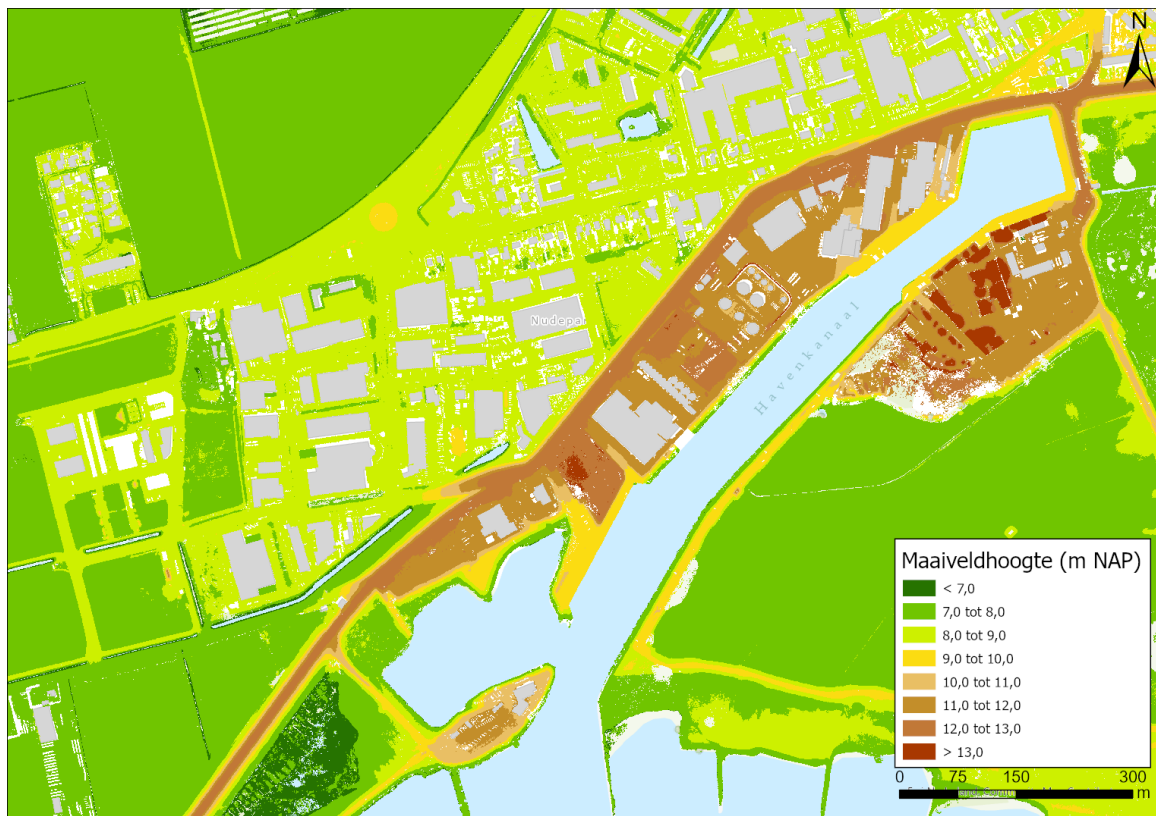 N
Nudepar
Havenkanaal
Maaiveldhoogte (m NAP)
< 7,0
7,0 tot 8,0
8,0 tot 9,0
9,0 tot 10,0
10,0 tot 11,0
11,0 tot 12,0
12,0 tot 13,0
> 13,0
0 75 150 300
m